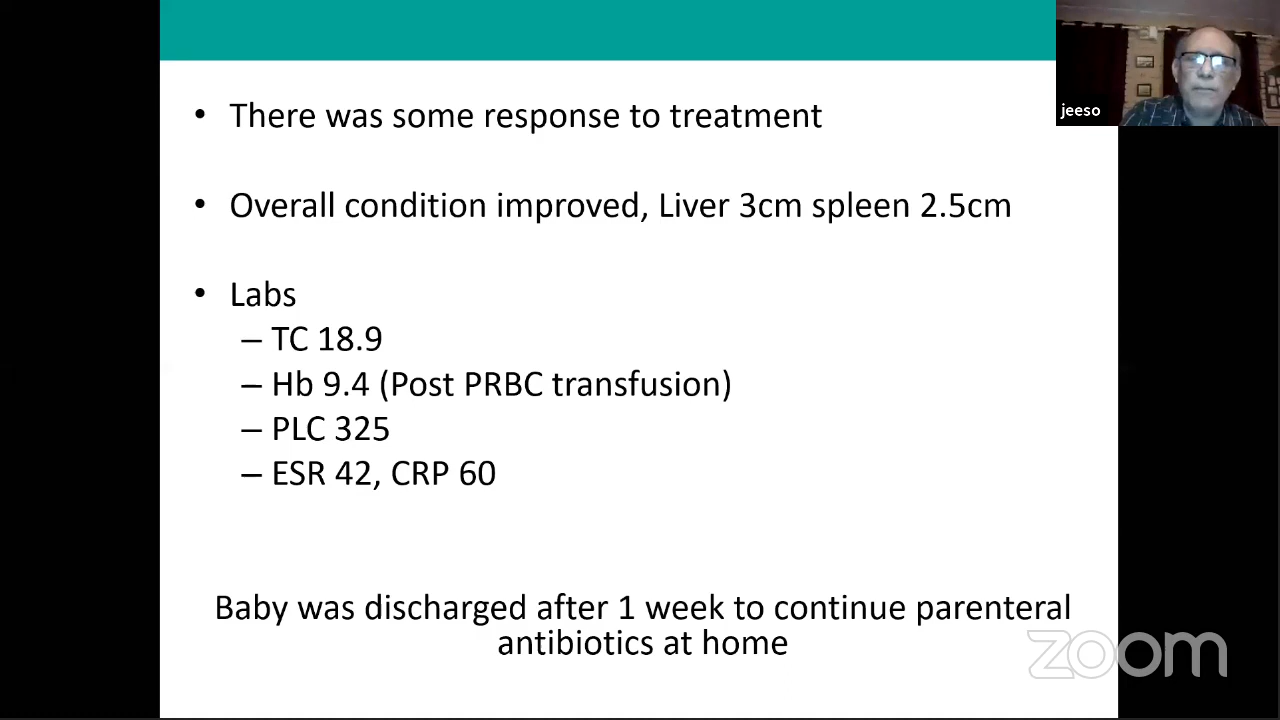 jeeso
• There was some response to treatment
• Overall condition improved, Liver 3cm spleen 2.5cm
• Labs
– TC 18.9
– Hb 9.4 (Post PRBC transfusion)
– PLC 325
– ESR 42, CRP 60
Baby was discharged after 1 week to continue parenteral
antibiotics at home
zoom